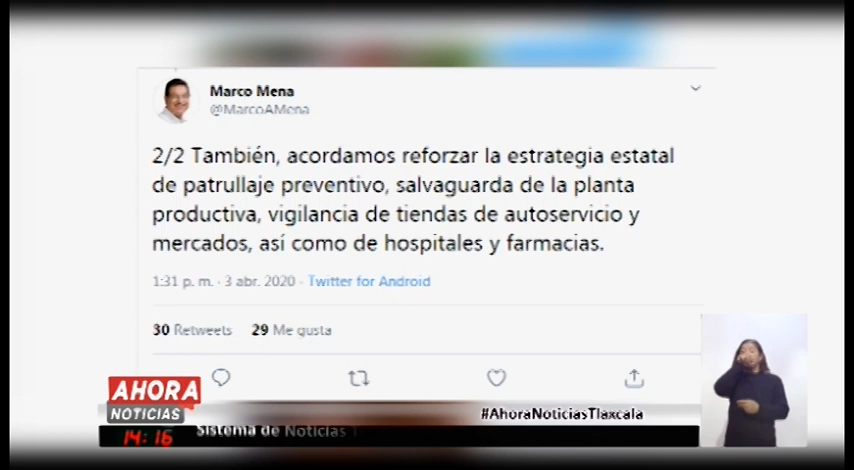 Marco Mena
@MarcoAMena
2/2 También, acordamos reforzar la estrategia estatal
de patrullaje preventivo, salvaguarda de la planta
productiva, vigilancia de tiendas de autoservicio y
mercados, así como de hospitales y farmacias.
1:31 p. m. · 3 abr. 2020 · Twitter for Android
30 Retweets 29 Me gusta
AHORA
NOTICIAS
#AhoraNoticiasTlaxcala
14:16
Sistema de Noticias